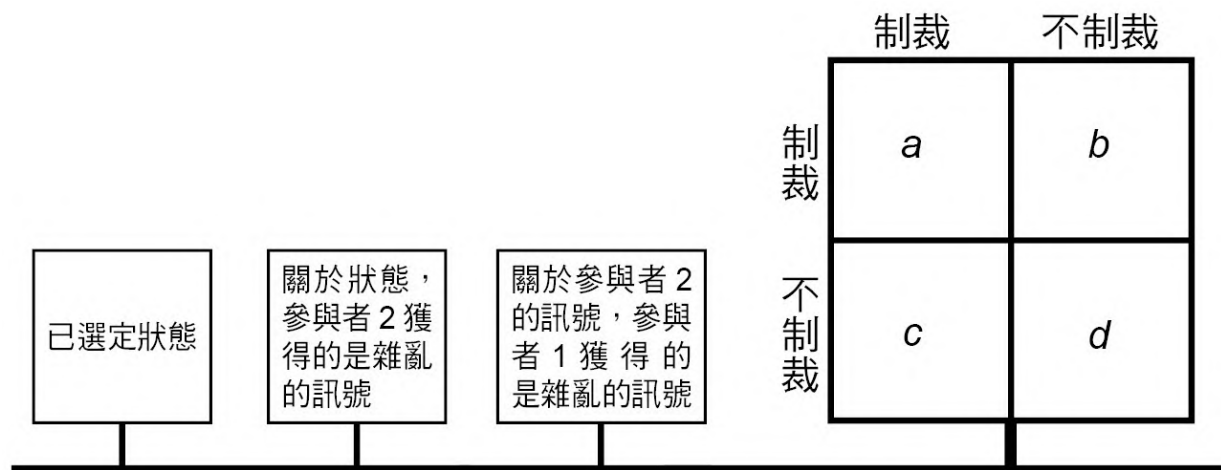 制裁 不制裁
制裁
a b
不制裁
c d
已選定狀態
關於狀態，
參與者 2 獲
得的是雜亂
的訊號
關於參與者 2
的訊號，參與
者 1 獲得的
是雜亂的訊號